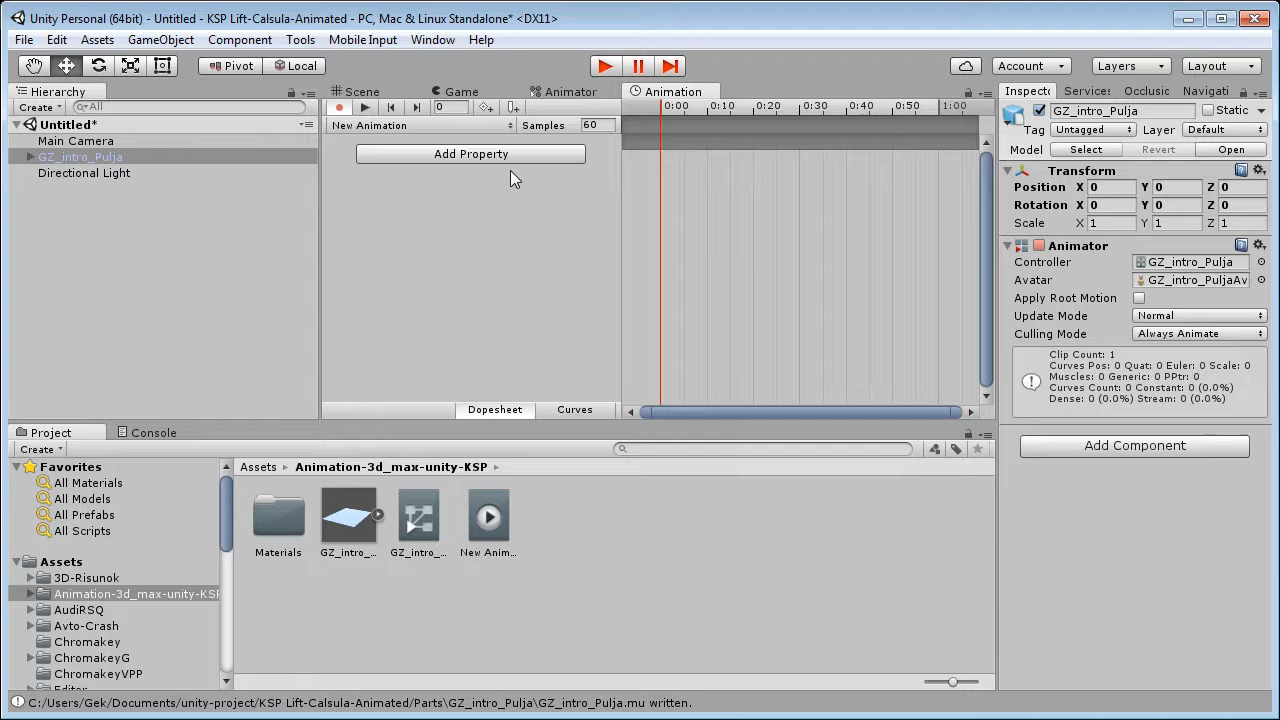 Unity Personal (64bit) - Untitled - KSP Lift-Calsula-Animated - PC, Mac & Linux Standalone* <DX11>
File Edit Assets GameObject Component Tools Mobile Input Window Help
Pivot Local Account Layers Layout
Hierarchy
Create All
Untitled*
Main Camera
GZ_intro_Pulja
Directional Light
Scene Game Animator Animation
0
0:00 0:10 0:20 0:30 0:40 0:50 1:00
New Animation Samples 60
Add Property
Dopesheet Curves
Inspect Services Occlusic Navigati
GZ_intro_Pulja Static
Tag Untagged Layer Default
Model Select Revert Open
Transform
Position X 0 Y 0 Z 0
Rotation X 0 Y 0 Z 0
Scale X 1 Y 1 Z 1
Animator
Controller GZ_intro_Pulja
Avatar GZ_intro_PuljaAv
Apply Root Motion
Update Mode Normal
Culling Mode Always Animate
Clip Count: 1
Curves Pos: 0 Quat: 0 Euler: 0 Scale: 0
Muscles: 0 Generic: 0 PPtr: 0
Curves Count: 0 Constant: 0 (0.0%)
Dense: 0 (0.0%) Stream: 0 (0.0%)
Add Component
Project Console
Create
Favorites
All Materials
All Models
All Prefabs
All Scripts
Assets
3D-Risunok
Animation-3d_max-unity-KSP
AudiRSQ
Avto-Crash
Chromakey
ChromakeyG
ChromakeyVPP
Editor
Assets Animation-3d_max-unity-KSP
Materials GZ_intro_... GZ_intro_... New Anim...
C:/Users/Gek/Documents/unity-project/KSP Lift-Calsula-Animated/Parts\GZ_intro_Pulja\GZ_intro_Pulja.mu written.